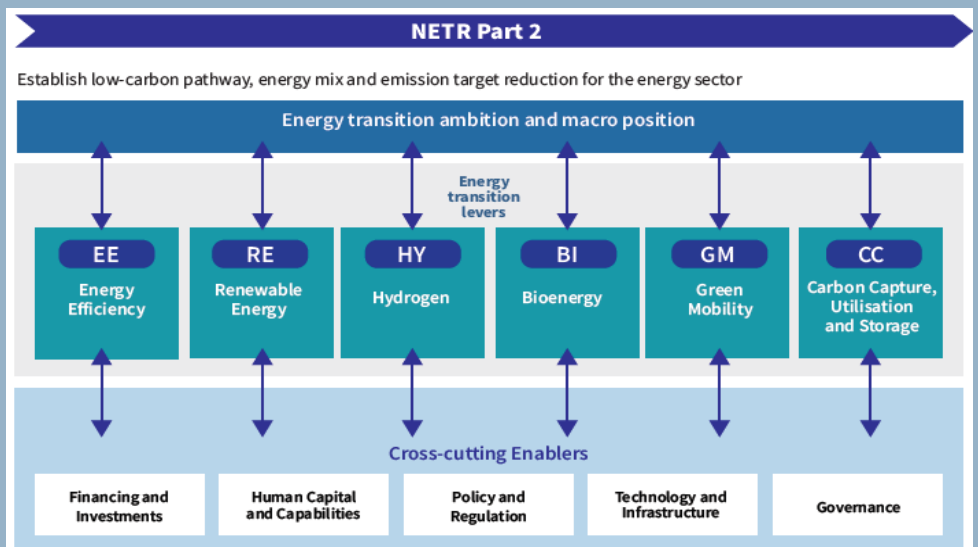 NETR Part 2
Establish low-carbon pathway, energy mix and emission target reduction for the energy sector
Energy transition ambition and macro position
Energy
transition
levers
EE
Energy
Efficiency
RE
Renewable
Energy
HY
Hydrogen
BI
Bioenergy
GM
Green
Mobility
CC
Carbon Capture,
Utilisation
and Storage
Cross-cutting Enablers
Financing and
Investments
Human Capital
and Capabilities
Policy and
Regulation
Technology and
Infrastructure
Governance